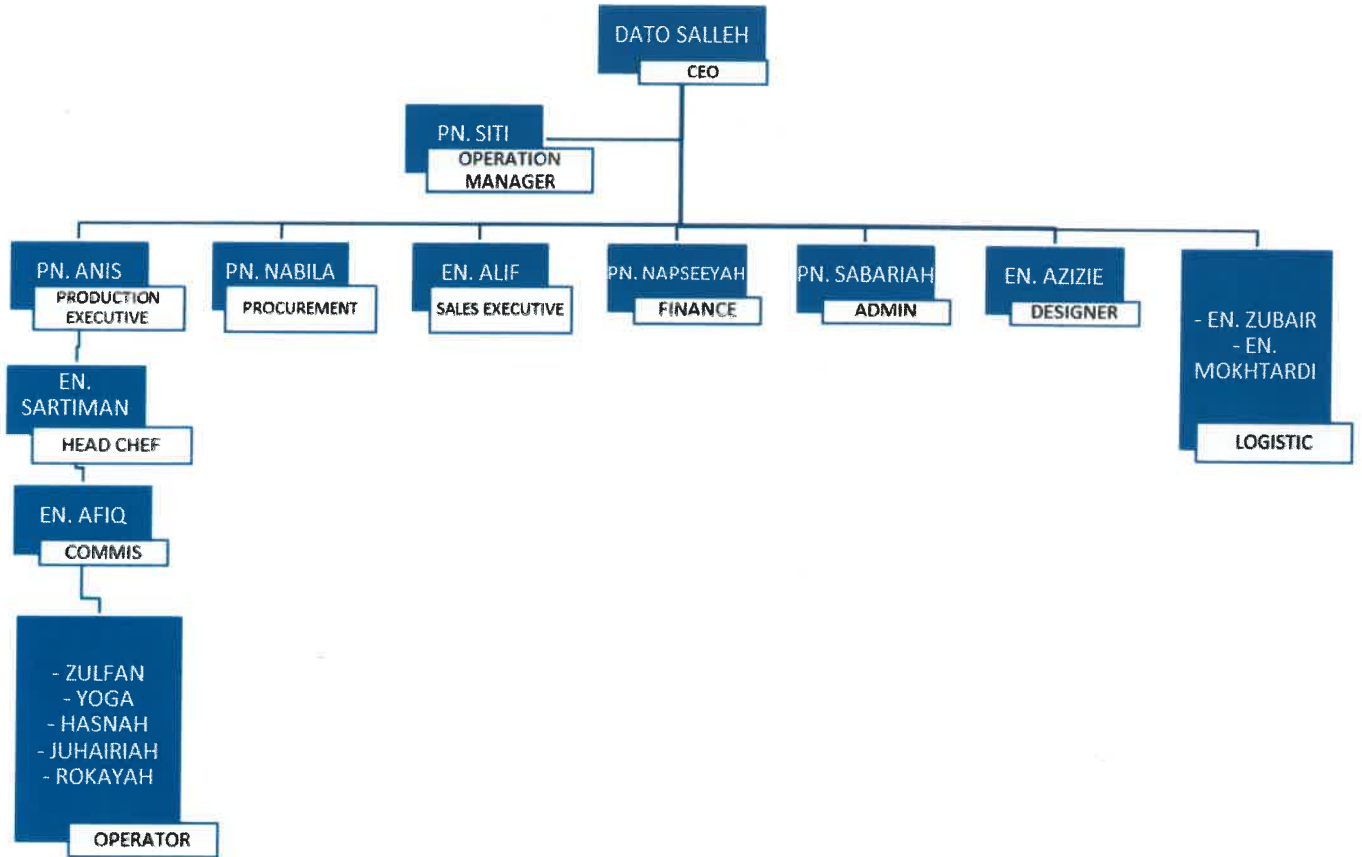 DATO SALLEH
CEO
PN. SITI
OPERATION
MANAGER
PN. ANIS
PRODUCTION
EXECUTIVE
PN. NABILA
PROCUREMENT
EN. ALIF
SALES EXECUTIVE
PN. NAPSEEYAH
FINANCE
PN. SABARIAH
ADMIN
EN. AZIZIE
DESIGNER
- EN. ZUBAIR
- EN.
MOKHTARDI
LOGISTIC
EN.
SARTIMAN
HEAD CHEF
EN. AFIQ
COMMIS
- ZULFAN
- YOGA
- HASNAH
- JUHAIRIAH
- ROKAYAH
OPERATOR